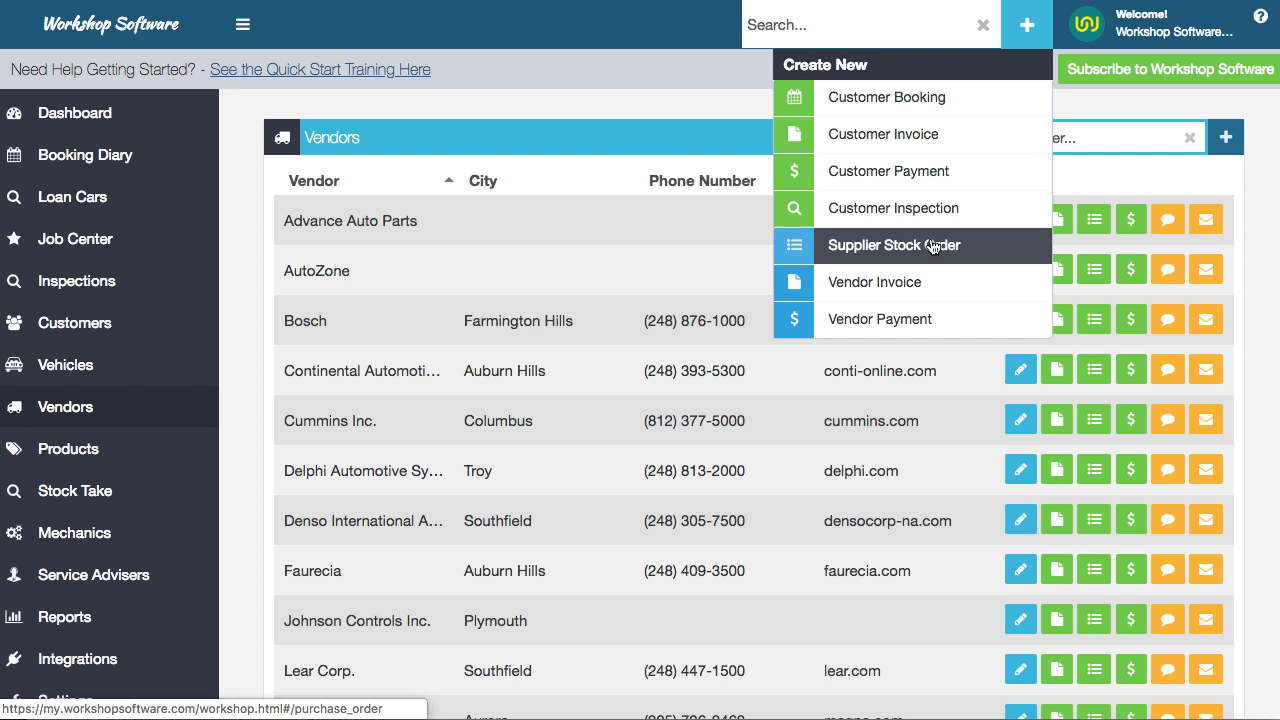 Workshop Software
Search...
Welcome!
Workshop Software...
Need Help Getting Started? - See the Quick Start Training Here
Subscribe to Workshop Software
Create New
Customer Booking
Customer Invoice
Customer Payment
Customer Inspection
Supplier Stock Order
Vendor Invoice
Vendor Payment
Dashboard
Booking Diary
Loan Cars
Job Center
Inspections
Customers
Vehicles
Vendors
Products
Stock Take
Mechanics
Service Advisers
Reports
Integrations
Settings
Vendors
er...
Vendor City Phone Number
Advance Auto Parts
AutoZone
Bosch Farmington Hills (248) 876-1000
Continental Automoti... Auburn Hills (248) 393-5300 conti-online.com
Cummins Inc. Columbus (812) 377-5000 cummins.com
Delphi Automotive Sy... Troy (248) 813-2000 delphi.com
Denso International A... Southfield (248) 305-7500 densocorp-na.com
Faurecia Auburn Hills (248) 409-3500 faurecia.com
Johnson Controls Inc. Plymouth
Lear Corp. Southfield (248) 447-1500 lear.com
https://my.workshopsoftware.com/workshop.html#/purchase_order